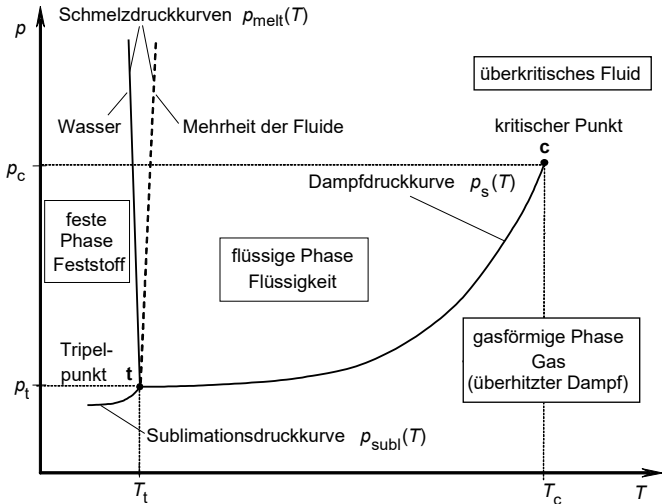 p
Schmelzdruckkurven p_melt(T)
überkritisches Fluid
Wasser
Mehrheit der Fluide
kritischer Punkt
c
p_c
Dampfdruckkurve p_s(T)
feste
Phase
Feststoff
flüssige Phase
Flüssigkeit
gasförmige Phase
Gas
(überhitzter Dampf)
Tripel-
punkt
t
p_t
Sublimationsdruckkurve p_subl(T)
T_t
T_c
T